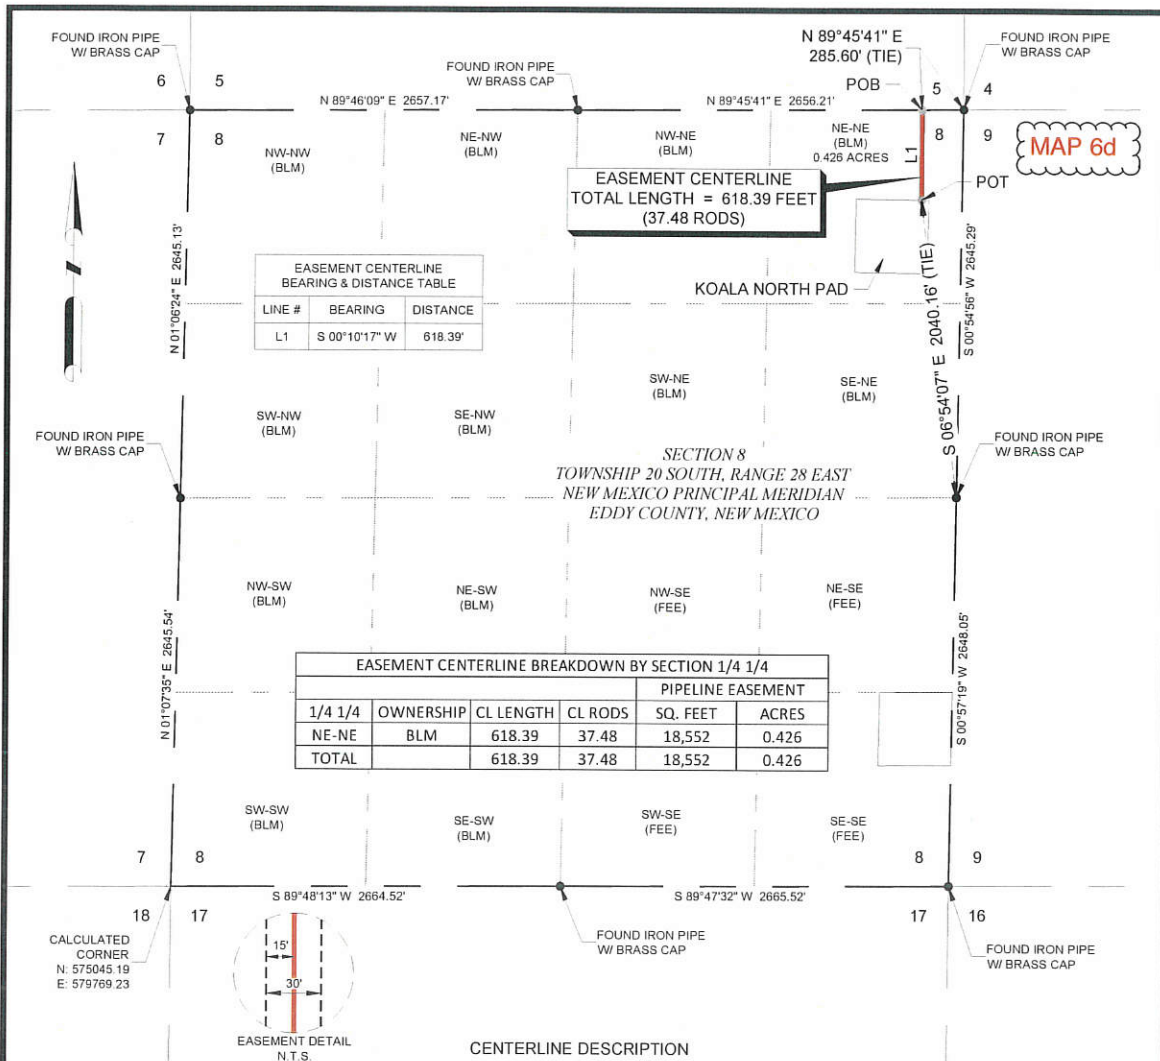 FOUND IRON PIPE
W/ BRASS CAP
6
5
FOUND IRON PIPE
W/ BRASS CAP
N 89°45'41" E
285.60' (TIE)
FOUND IRON PIPE
W/ BRASS CAP
POB
5
4
N 89°46'09" E 2657.17'
N 89°45'41" E 2656.21'
7
8
NW-NW
(BLM)
NE-NW
(BLM)
NW-NE
(BLM)
NE-NE
(BLM)
0.426 ACRES
L1
8
9
MAP 6d
EASEMENT CENTERLINE
TOTAL LENGTH = 618.39 FEET
(37.48 RODS)
POT
N 01°06'24" E 2645.13'
EASEMENT CENTERLINE
BEARING & DISTANCE TABLE
LINE # BEARING DISTANCE
L1 S 00°10'17" W 618.39'
KOALA NORTH PAD
S 06°54'07" E 2040.16' (TIE)
S 00°54'56" W 2645.29'
SW-NW
(BLM)
SE-NW
(BLM)
SW-NE
(BLM)
SE-NE
(BLM)
FOUND IRON PIPE
W/ BRASS CAP
FOUND IRON PIPE
W/ BRASS CAP
SECTION 8
TOWNSHIP 20 SOUTH, RANGE 28 EAST
NEW MEXICO PRINCIPAL MERIDIAN
EDDY COUNTY, NEW MEXICO
NW-SW
(BLM)
NE-SW
(BLM)
NW-SE
(FEE)
NE-SE
(FEE)
N 01°07'35" E 2645.54'
S 00°57'19" W 2648.05'
EASEMENT CENTERLINE BREAKDOWN BY SECTION 1/4 1/4
PIPELINE EASEMENT
1/4 1/4 OWNERSHIP CL LENGTH CL RODS SQ. FEET ACRES
NE-NE BLM 618.39 37.48 18,552 0.426
TOTAL 618.39 37.48 18,552 0.426
SW-SW
(BLM)
SE-SW
(BLM)
SW-SE
(FEE)
SE-SE
(FEE)
7
8
8
9
S 89°48'13" W 2664.52'
S 89°47'32" W 2665.52'
18
17
17
16
CALCULATED
CORNER
N: 575045.19
E: 579769.23
15'
30'
FOUND IRON PIPE
W/ BRASS CAP
FOUND IRON PIPE
W/ BRASS CAP
EASEMENT DETAIL
N.T.S.
CENTERLINE DESCRIPTION